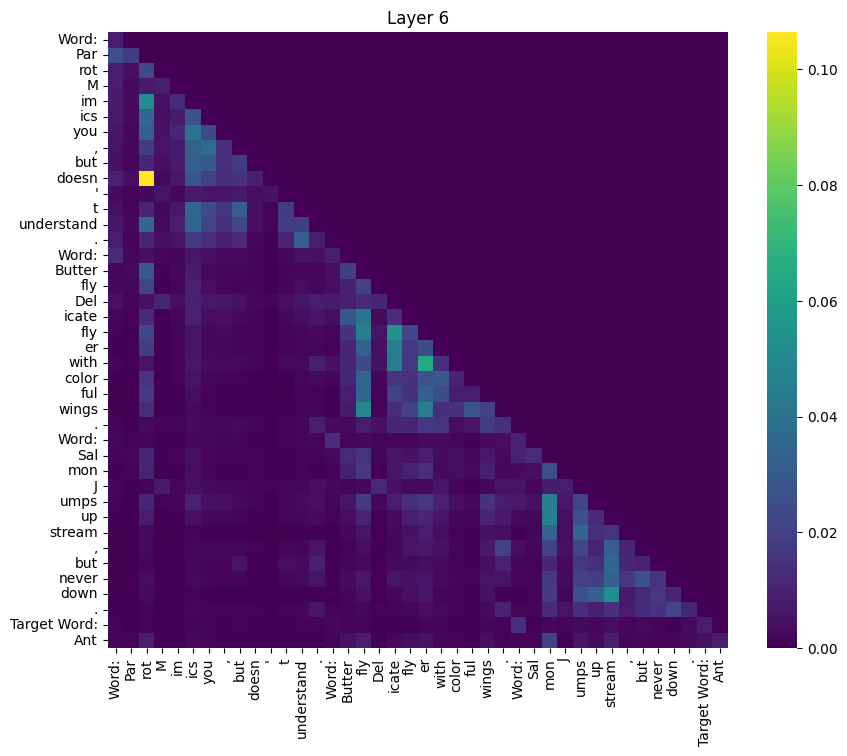 Layer 6
Word:
Par
rot
M
im
ics
you
,
but
doesn
'
t
understand
.
Word:
Butter
fly
Del
icate
fly
er
with
color
ful
wings
.
Word:
Sal
mon
J
umps
up
stream
,
but
never
down
.
Target Word:
Ant
0.10
0.08
0.06
0.04
0.02
0.00
Word:
Par
rot
M
im
ics
you
,
but
doesn
'
t
understand
.
Word:
Butter
fly
Del
icate
fly
er
with
color
ful
wings
.
Word:
Sal
mon
J
umps
up
stream
,
but
never
down
.
Target Word:
Ant